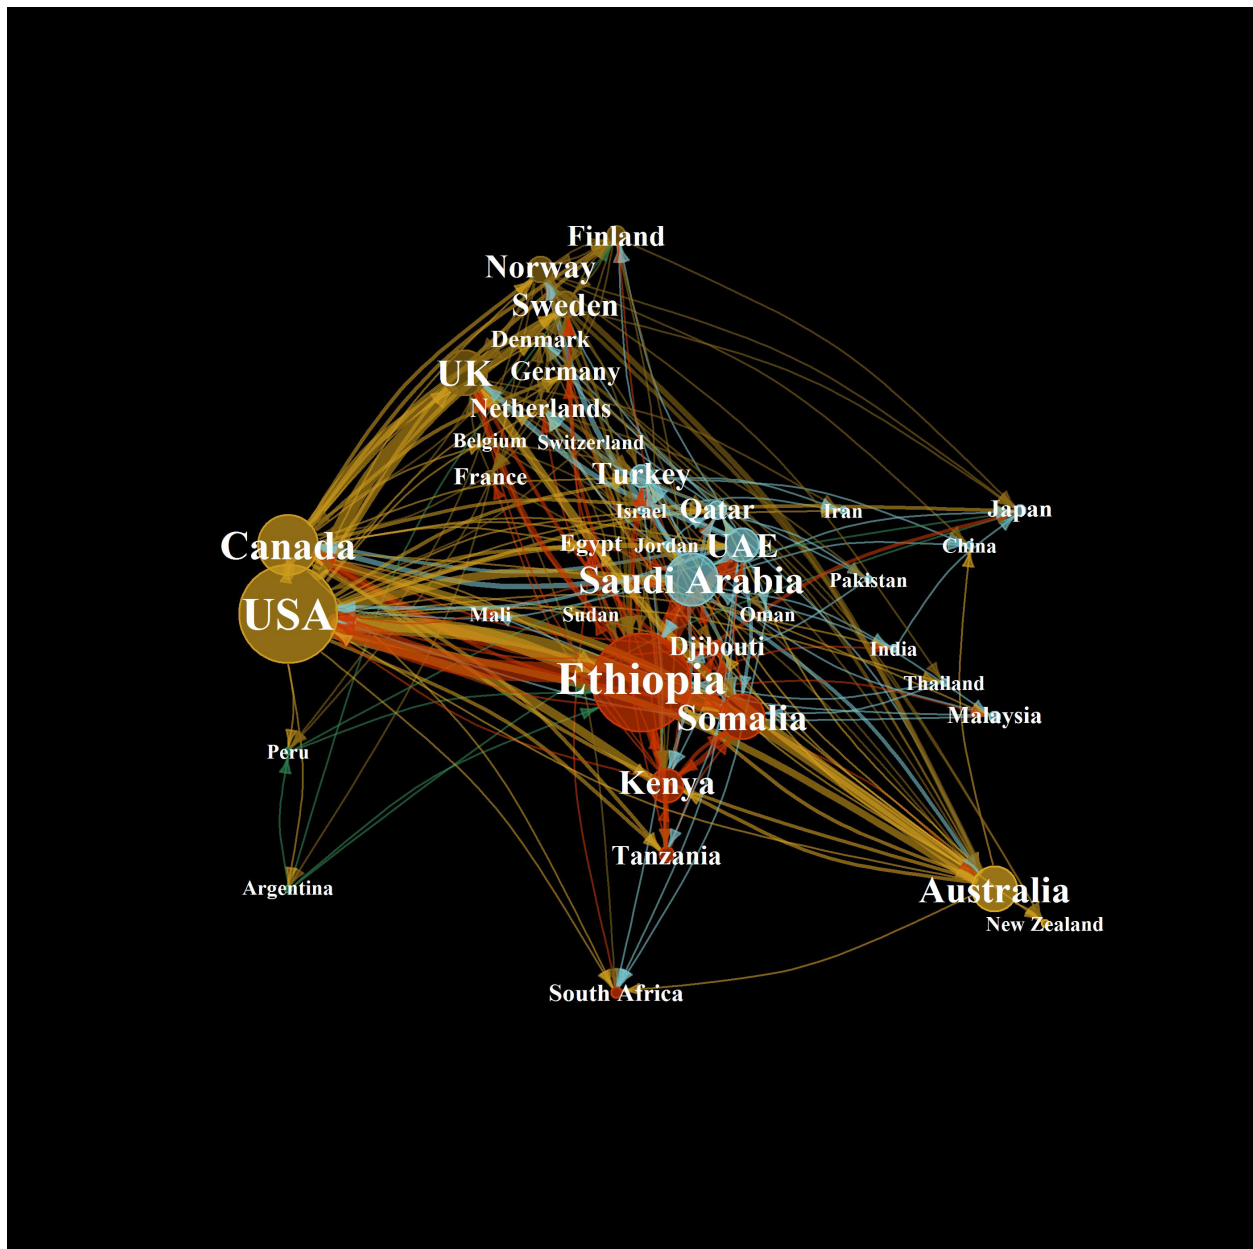 Finland
Norway
Sweden
Denmark
UK
Germany
Netherlands
Belgium
Switzerland
France
Turkey
Israel
Qatar
Iran
Japan
Canada
Egypt
Jordan
UAE
China
Saudi Arabia
Pakistan
USA
Mali
Sudan
Oman
Djibouti
India
Ethiopia
Thailand
Somalia
Malaysia
Peru
Kenya
Tanzania
Argentina
Australia
New Zealand
South Africa